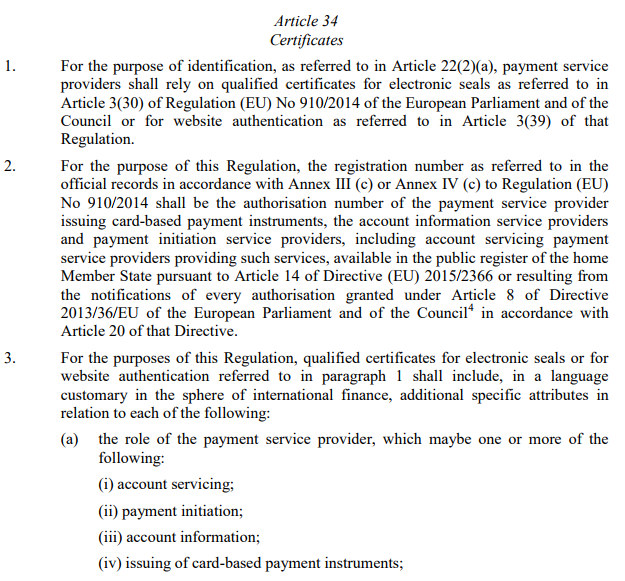 Article 34
Certificates
1. For the purpose of identification, as referred to in Article 22(2)(a), payment service
providers shall rely on qualified certificates for electronic seals as referred to in
Article 3(30) of Regulation (EU) No 910/2014 of the European Parliament and of the
Council or for website authentication as referred to in Article 3(39) of that
Regulation.
2. For the purpose of this Regulation, the registration number as referred to in the
official records in accordance with Annex III (c) or Annex IV (c) to Regulation (EU)
No 910/2014 shall be the authorisation number of the payment service provider
issuing card-based payment instruments, the account information service providers
and payment initiation service providers, including account servicing payment
service providers providing such services, available in the public register of the home
Member State pursuant to Article 14 of Directive (EU) 2015/2366 or resulting from
the notifications of every authorisation granted under Article 8 of Directive
2013/36/EU of the European Parliament and of the Council⁴ in accordance with
Article 20 of that Directive.
3. For the purposes of this Regulation, qualified certificates for electronic seals or for
website authentication referred to in paragraph 1 shall include, in a language
customary in the sphere of international finance, additional specific attributes in
relation to each of the following:
(a) the role of the payment service provider, which maybe one or more of the
following:
(i) account servicing;
(ii) payment initiation;
(iii) account information;
(iv) issuing of card-based payment instruments;